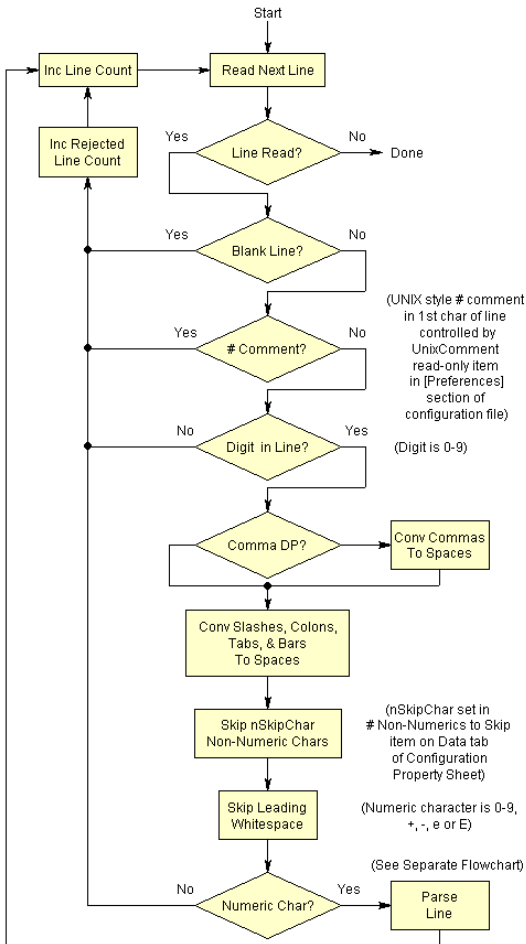 Start
Inc Line Count
Read Next Line
Inc Rejected
Line Count
Yes
No
Line Read?
Done
Yes
No
Blank Line?
(UNIX style # comment
in 1st char of line
controlled by
UnixComment
read-only item
in [Preferences]
section of
configuration file)
Yes
No
# Comment?
No
Yes
Digit in Line?
(Digit is 0-9)
Comma DP?
Conv Commas
To Spaces
Conv Slashes, Colons,
Tabs, & Bars
To Spaces
Skip nSkipChar
Non-Numeric Chars
(nSkipChar set in
# Non-Numerics to Skip
item on Data tab
of Configuration
Property Sheet)
Skip Leading
Whitespace
(Numeric character is 0-9,
+, -, e or E)
(See Separate Flowchart)
No
Yes
Numeric Char?
Parse
Line